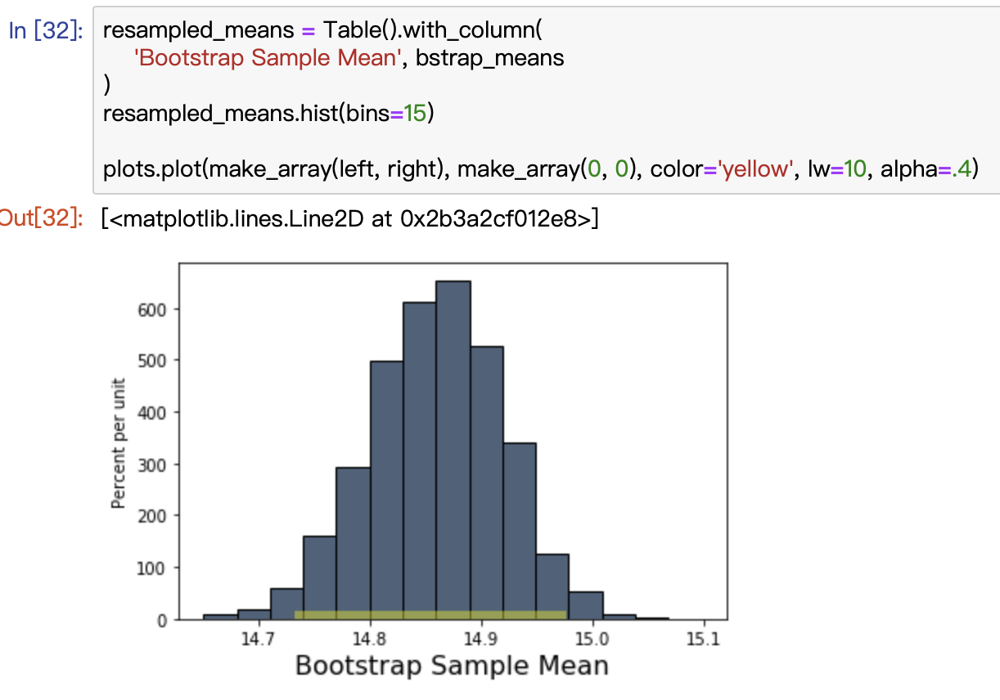 In [32]:
resampled_means = Table().with_column(
'Bootstrap Sample Mean', bstrap_means
)
resampled_means.hist(bins=15)
plots.plot(make_array(left, right), make_array(0, 0), color='yellow', lw=10, alpha=.4)
Out[32]:
[<matplotlib.lines.Line2D at 0x2b3a2cf012e8>]
Percent per unit
600
500
400
300
200
100
0
14.7 14.8 14.9 15.0 15.1
Bootstrap Sample Mean